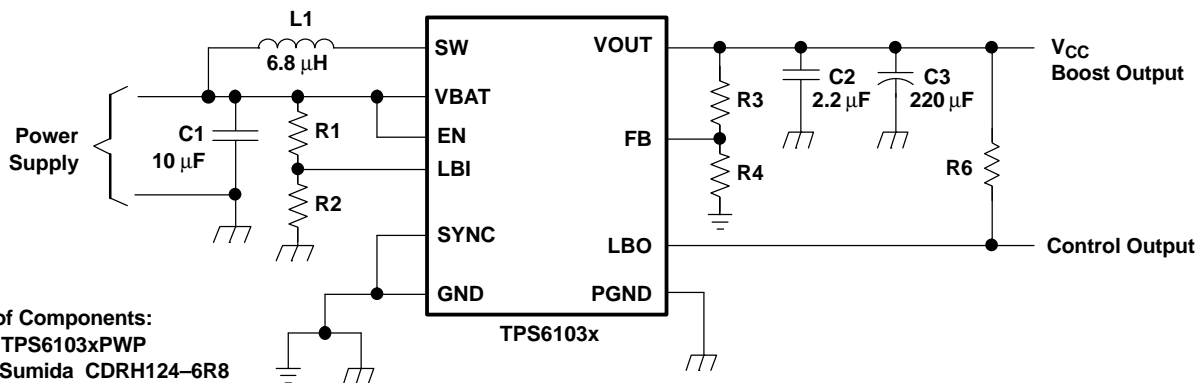 L1
6.8 μH
SW
VOUT
VCC
Boost Output
C2
2.2 μF
C3
220 μF
R3
VBAT
Power
Supply
C1
10 μF
R1
EN
FB
LBI
R4
R6
R2
SYNC
LBO
Control Output
GND
PGND
TPS6103x
of Components:
TPS6103xPWP
Sumida CDRH124–6R8